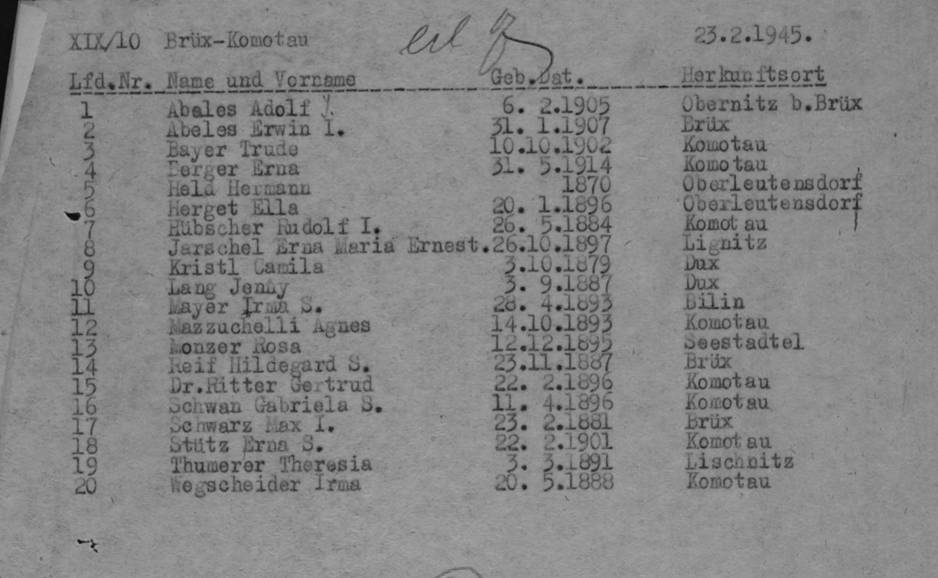 XIX/10 Brüx-Komotau erl 23.2.1945.
Lfd.Nr. Name und Vorname Geb.Dat. Herkunftsort
1 Abeles Adolf I. 6. 2.1905 Obernitz b.Brüx
2 Abeles Erwin I. 31. 1.1907 Brüx
3 Bayer Trude 10.10.1902 Komotau
4 Berger Erna 31. 5.1914 Komotau
5 Held Hermann 1870 Oberleutensdorf
6 Herget Ella 20. 1.1896 Oberleutensdorf
7 Hübscher Rudolf I. 26. 5.1884 Komotau
8 Jarschel Erna Maria Ernest. 26.10.1897 Lignitz
9 Kristl Camila 3.10.1879 Dux
10 Lang Jenny 3. 9.1887 Dux
11 Mayer Irma S. 28. 4.1893 Bilin
12 Mazzuchelli Agnes 14.10.1893 Komotau
13 Monzer Rosa 12.12.1895 Seestadtel
14 Reif Hildegard S. 23.11.1887 Brüx
15 Dr.Ritter Gertrud 22. 2.1896 Komotau
16 Schwan Gabriela S. 11. 4.1896 Komotau
17 Schwarz Max I. 23. 2.1881 Brüx
18 Stütz Erna S. 22. 2.1901 Komotau
19 Thumerer Theresia 3. 3.1891 Lischnitz
20 Wegscheider Irma 20. 5.1888 Komotau